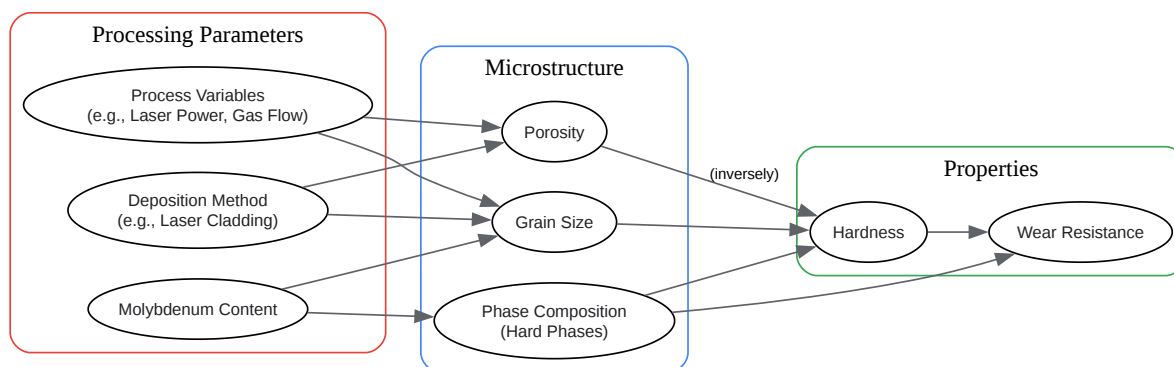 Processing Parameters
Process Variables
(e.g., Laser Power, Gas Flow)
Deposition Method
(e.g., Laser Cladding)
Molybdenum Content
Microstructure
Porosity
Grain Size
Phase Composition
(Hard Phases)
(inversely)
Properties
Hardness
Wear Resistance